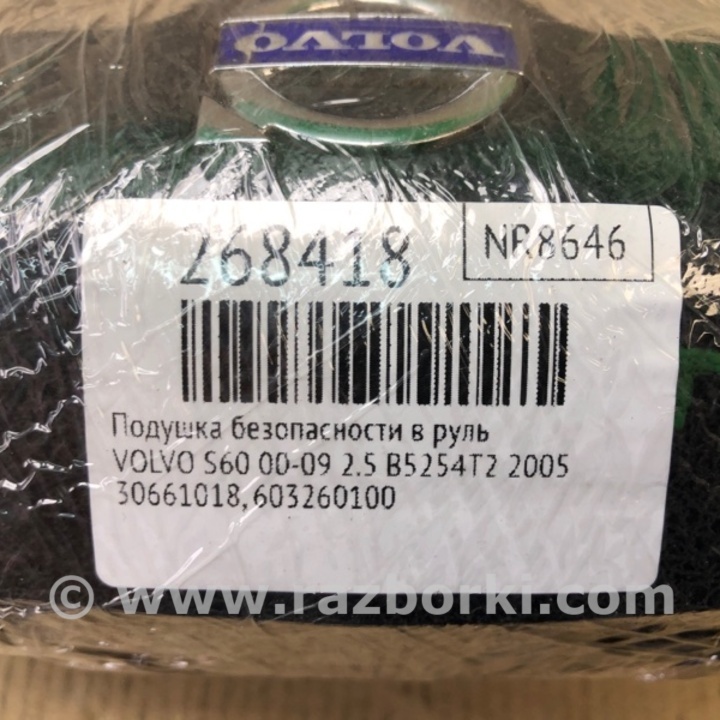 VOLVO
268418
NR8646
Подушка безопасности в руль
VOLVO S60 00-09 2.5 B5254T2 2005
30661018,603260100
© www.razborki.com